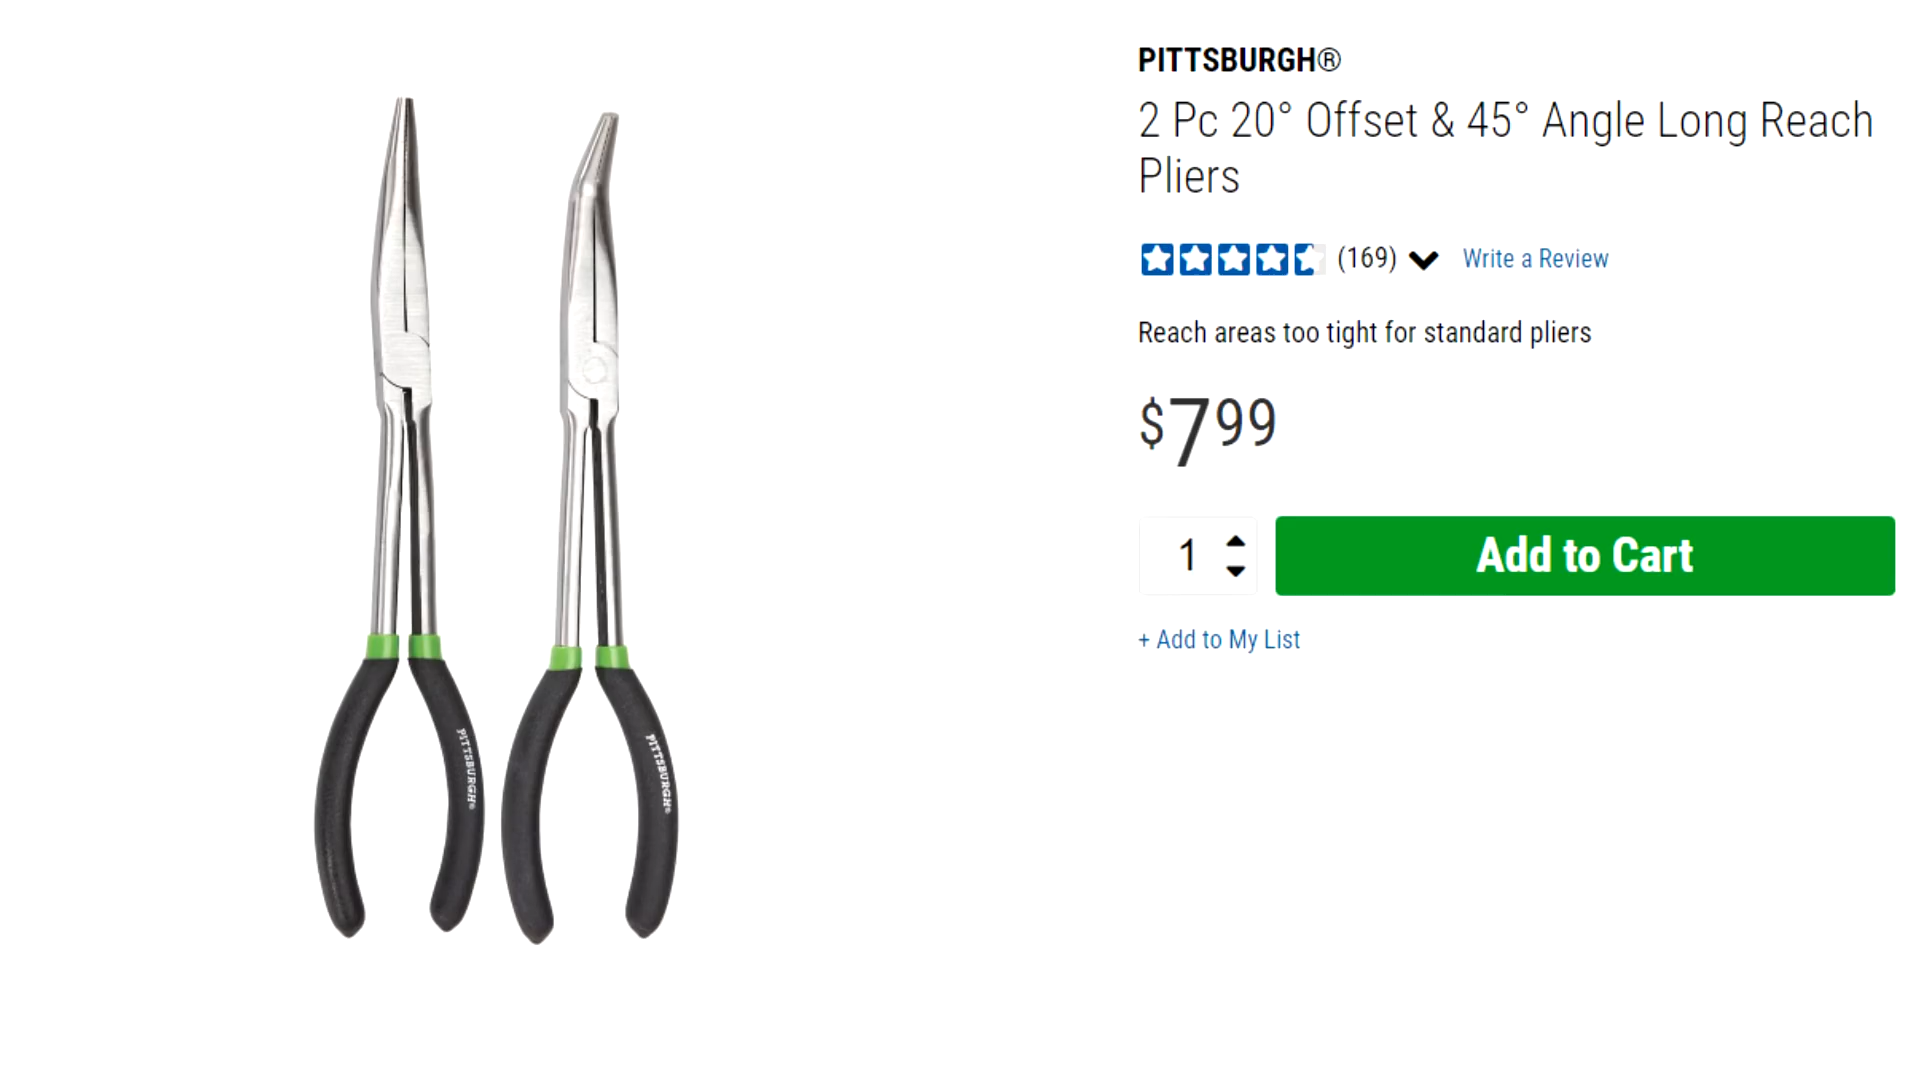 PITTSBURGH®
2 Pc 20° Offset & 45° Angle Long Reach
Pliers
(169)
Write a Review
Reach areas too tight for standard pliers
$7 99
1
Add to Cart
+ Add to My List
PITTSBURGH®
PITTSBURGH®